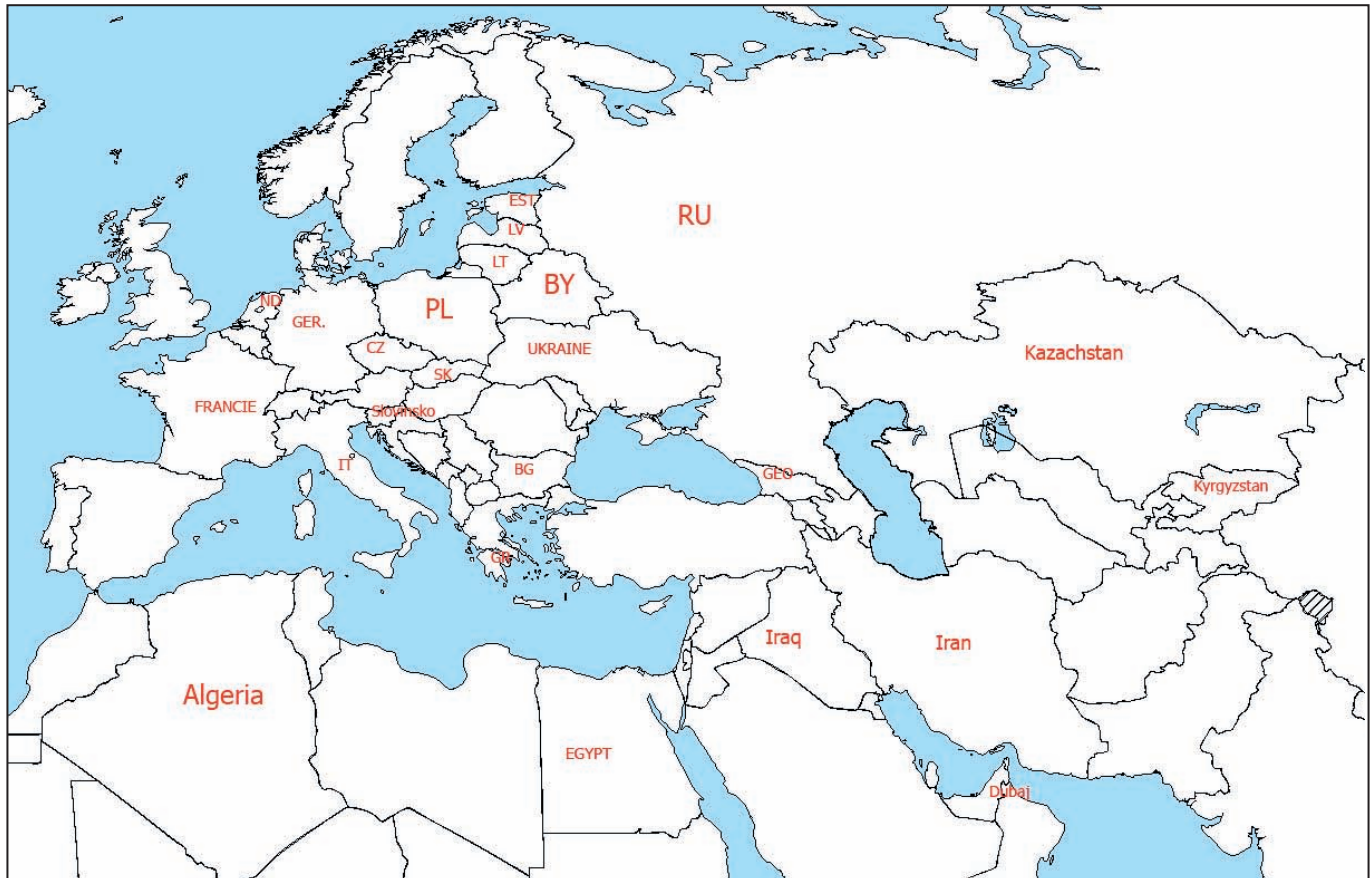 EST
RU
LV
LT
BY
ND
PL
GER.
CZ
UKRAINE
Kazachstan
SK
FRANCIE
Slovinsko
IT
BG
GEO
Kyrgyzstan
GR
Iraq
Iran
Algeria
EGYPT
Dubaj